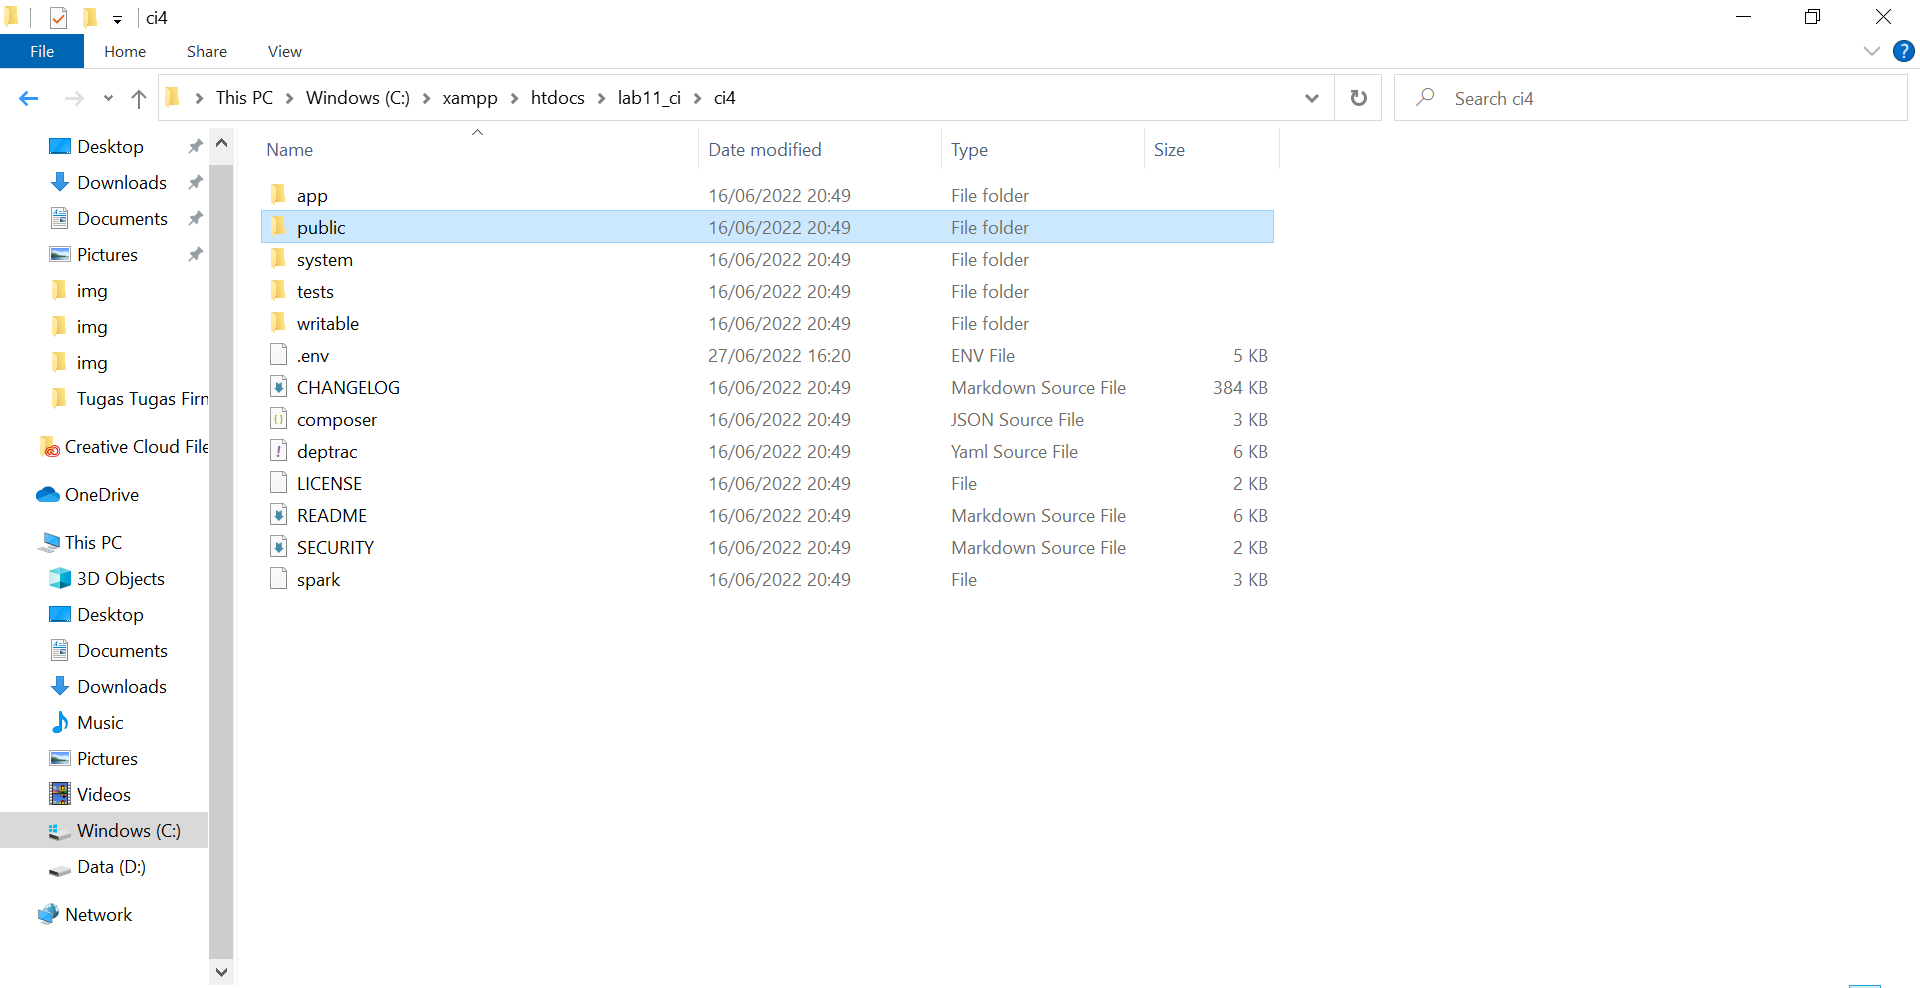 ci4
File Home Share View
This PC Windows (C:) xampp htdocs lab11_ci ci4
Search ci4
Desktop
Downloads
Documents
Pictures
img
img
img
Tugas Tugas Firm
Creative Cloud File
OneDrive
This PC
3D Objects
Desktop
Documents
Downloads
Music
Pictures
Videos
Windows (C:)
Data (D:)
Network
Name Date modified Type Size
app 16/06/2022 20:49 File folder
public 16/06/2022 20:49 File folder
system 16/06/2022 20:49 File folder
tests 16/06/2022 20:49 File folder
writable 16/06/2022 20:49 File folder
.env 27/06/2022 16:20 ENV File 5 KB
CHANGELOG 16/06/2022 20:49 Markdown Source File 384 KB
composer 16/06/2022 20:49 JSON Source File 3 KB
deptrac 16/06/2022 20:49 Yaml Source File 6 KB
LICENSE 16/06/2022 20:49 File 2 KB
README 16/06/2022 20:49 Markdown Source File 6 KB
SECURITY 16/06/2022 20:49 Markdown Source File 2 KB
spark 16/06/2022 20:49 File 3 KB